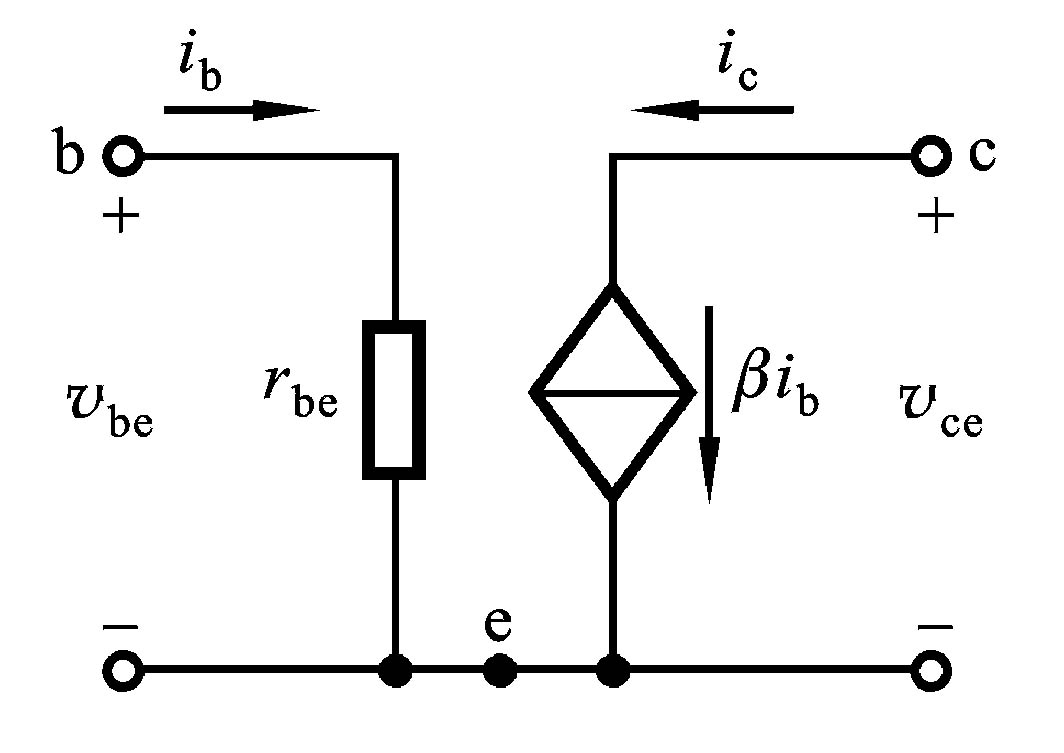 i_b i_c
b c
+ +
v_be r_be βi_b v_ce
e
− −